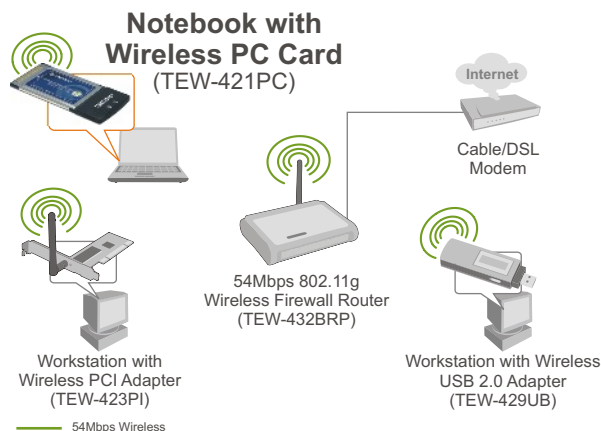 Notebook with
Wireless PC Card
(TEW-421PC)
Internet
Cable/DSL
Modem
54Mbps 802.11g
Wireless Firewall Router
(TEW-432BRP)
Workstation with
Wireless PCI Adapter
(TEW-423PI)
Workstation with Wireless
USB 2.0 Adapter
(TEW-429UB)
54Mbps Wireless